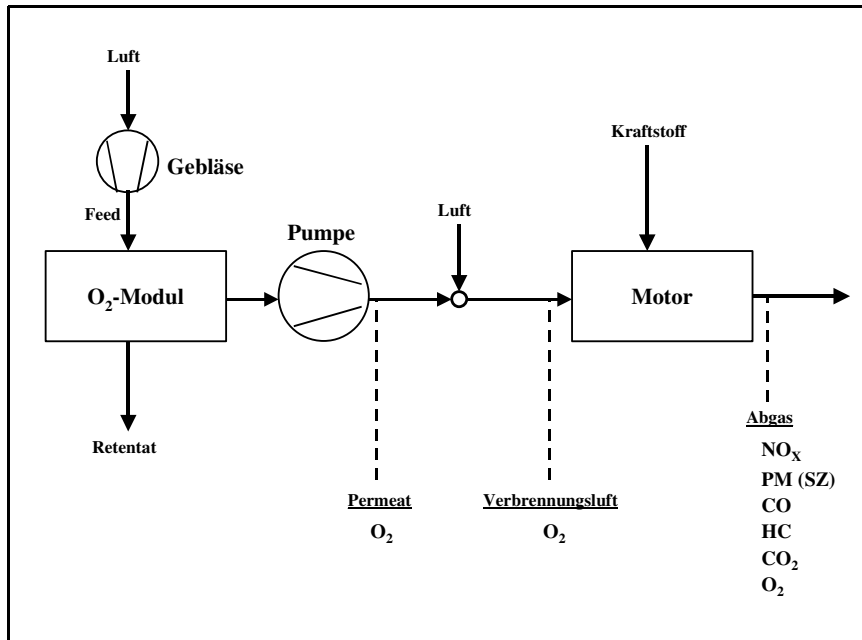 Luft
Gebläse
Feed
O₂-Modul
Retentat
Pumpe
Luft
Kraftstoff
Motor
Permeat
O₂
Verbrennungsluft
O₂
Abgas
NOₓ
PM (SZ)
CO
HC
CO₂
O₂